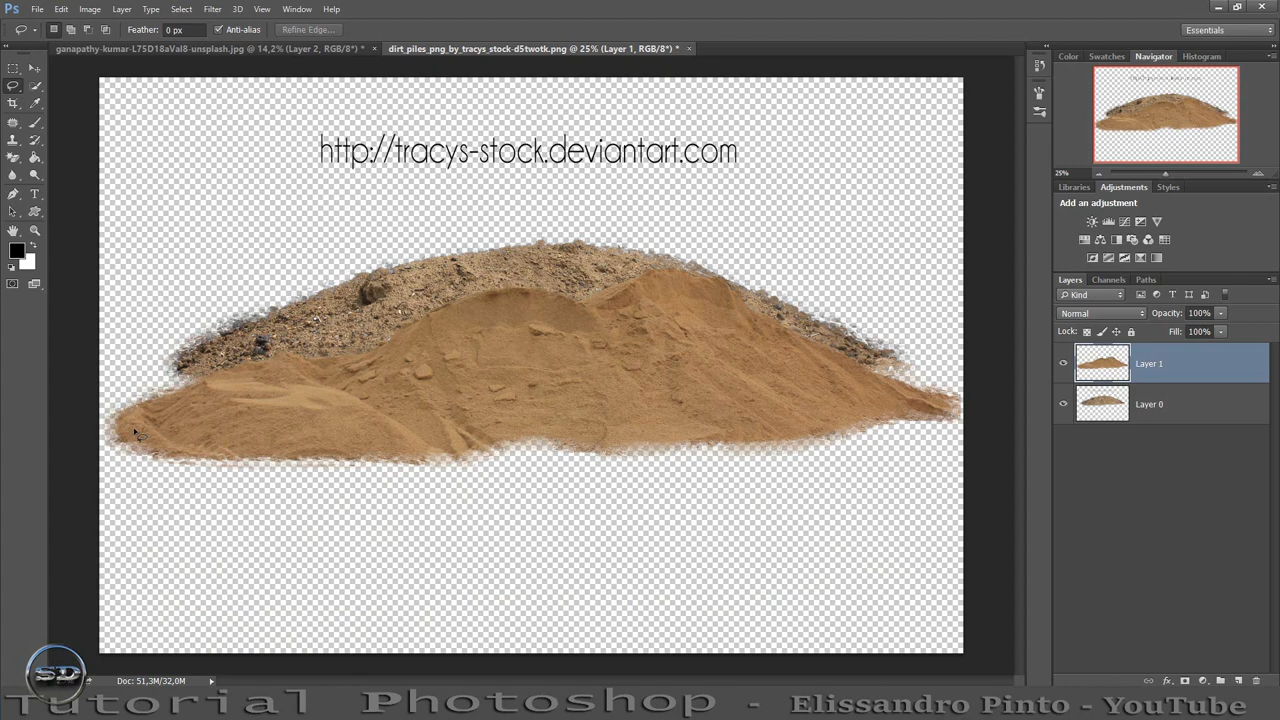 Ps File Edit Image Layer Type Select Filter 3D View Window Help
Feather: 0 px Anti-alias Refine Edge... Essentials
ganapathy-kumar-L75D18aVal8-unsplash.jpg @ 14,2% (Layer 2, RGB/8*) * × dirt_piles_png_by_tracys_stock-d5twotk.png @ 25% (Layer 1, RGB/8*) * ×
Color Swatches Navigator Histogram
http://tracys-stock.deviantart.com
25%
Libraries Adjustments Styles
Add an adjustment
Layers Channels Paths
Kind
Normal Opacity: 100%
Lock: Fill: 100%
Layer 1
Layer 0
SD
Doc: 51,3M/32,0M
Tutorial Photoshop - Elissandro Pinto - YouTube